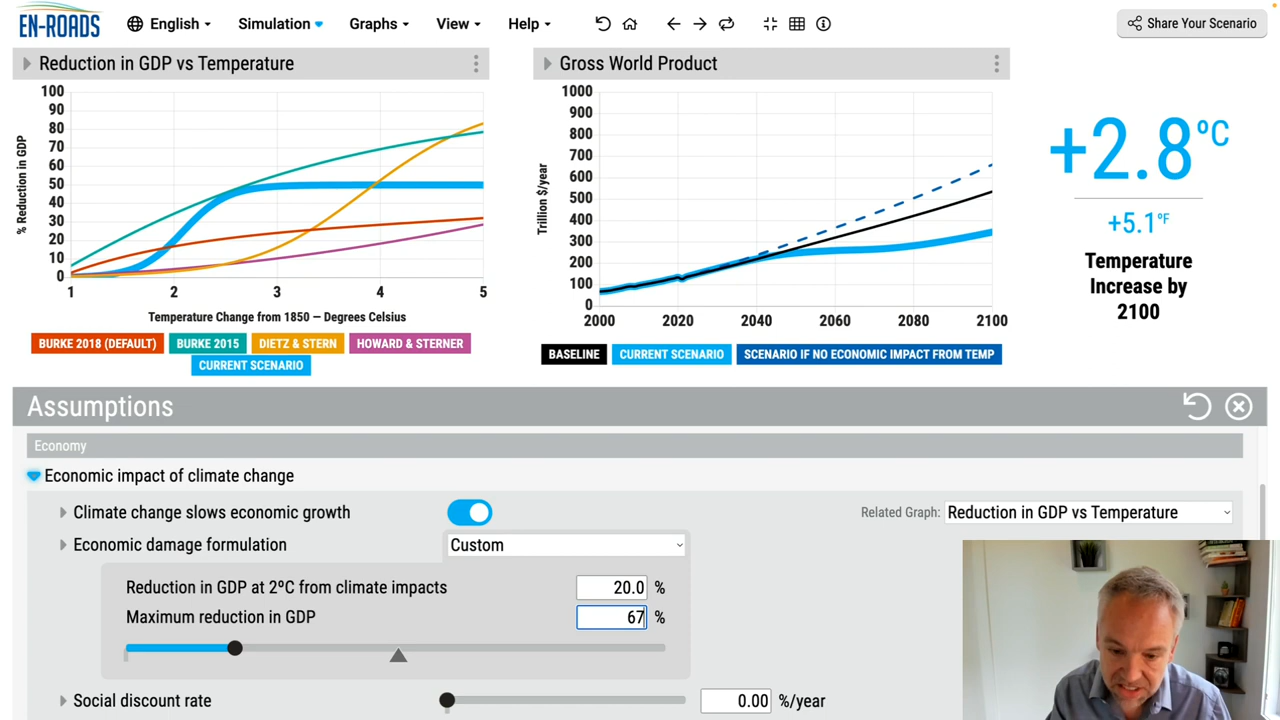 EN-ROADS
English
Simulation
Graphs
View
Help
Share Your Scenario
Reduction in GDP vs Temperature
% Reduction in GDP
100
90
80
70
60
50
40
30
20
10
0
1 2 3 4 5
Temperature Change from 1850 — Degrees Celsius
BURKE 2018 (DEFAULT) BURKE 2015 DIETZ & STERN HOWARD & STERNER
CURRENT SCENARIO
Gross World Product
Trillion $/year
1000
900
800
700
600
500
400
300
200
100
0
2000 2020 2040 2060 2080 2100
BASELINE CURRENT SCENARIO SCENARIO IF NO ECONOMIC IMPACT FROM TEMP
+2.8ºC
+5.1°F
Temperature
Increase by
2100
Assumptions
Economy
Economic impact of climate change
Climate change slows economic growth
Related Graph: Reduction in GDP vs Temperature
Economic damage formulation Custom
Reduction in GDP at 2ºC from climate impacts 20.0 %
Maximum reduction in GDP 67 %
Social discount rate 0.00 %/year